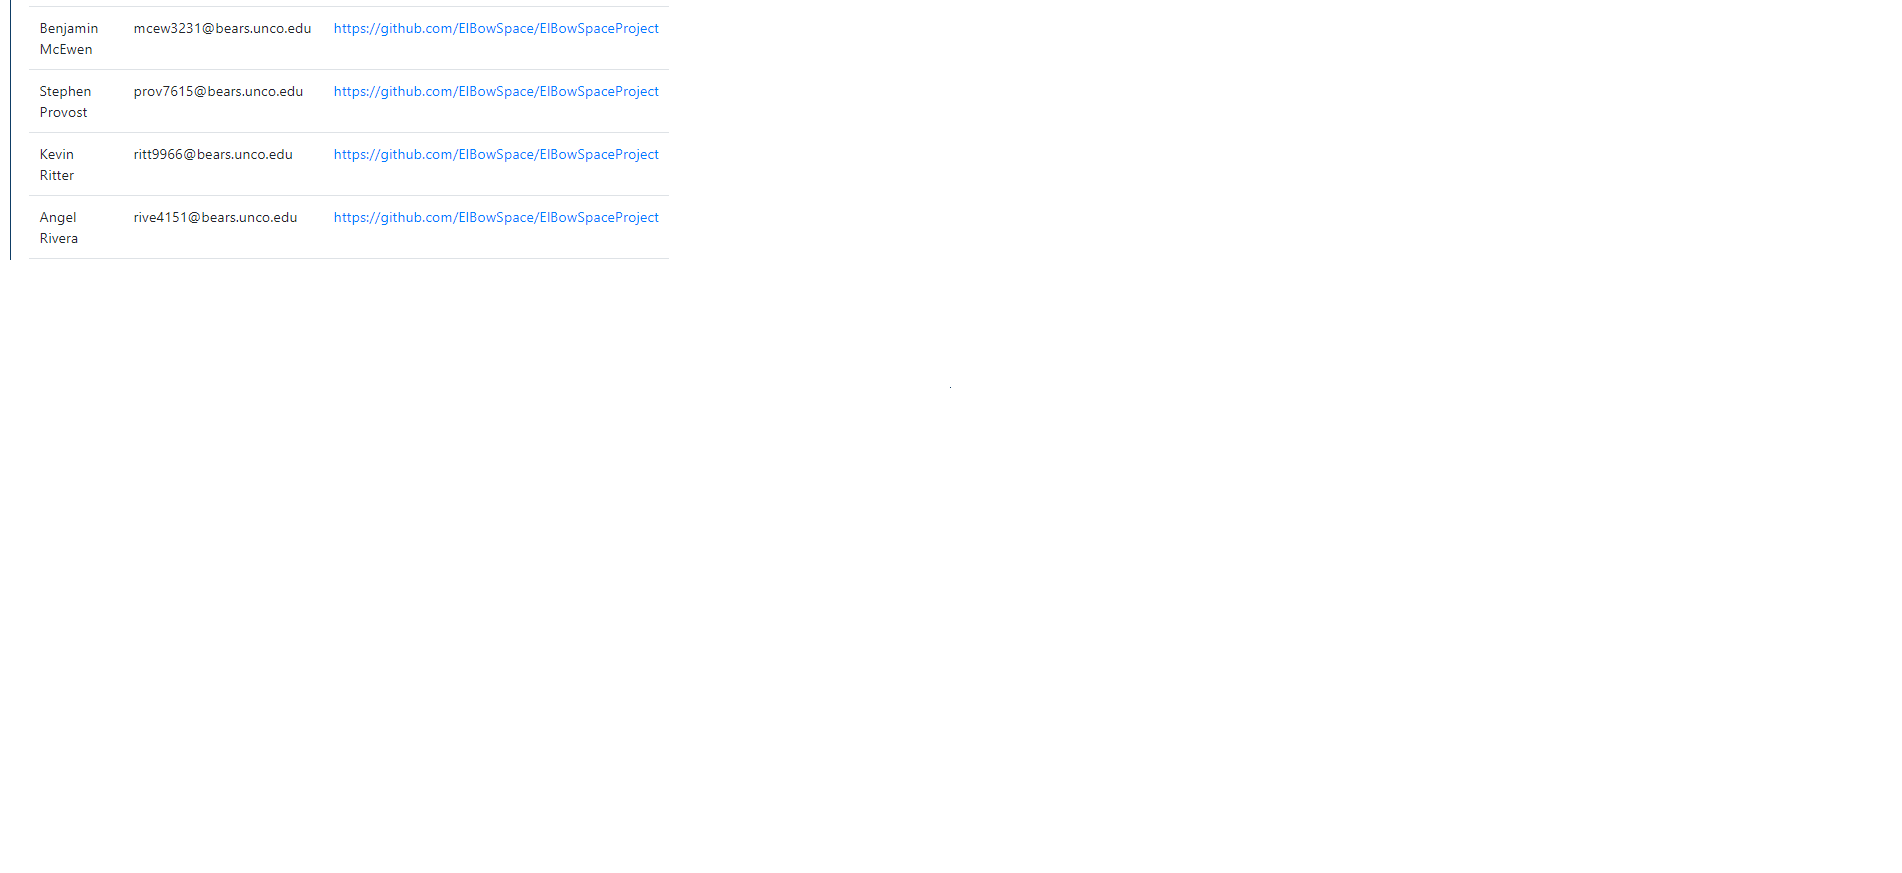 Benjamin McEwen mcew3231@bears.unco.edu https://github.com/ElBowSpace/ElBowSpaceProject
Stephen Provost prov7615@bears.unco.edu https://github.com/ElBowSpace/ElBowSpaceProject
Kevin Ritter ritt9966@bears.unco.edu https://github.com/ElBowSpace/ElBowSpaceProject
Angel Rivera rive4151@bears.unco.edu https://github.com/ElBowSpace/ElBowSpaceProject